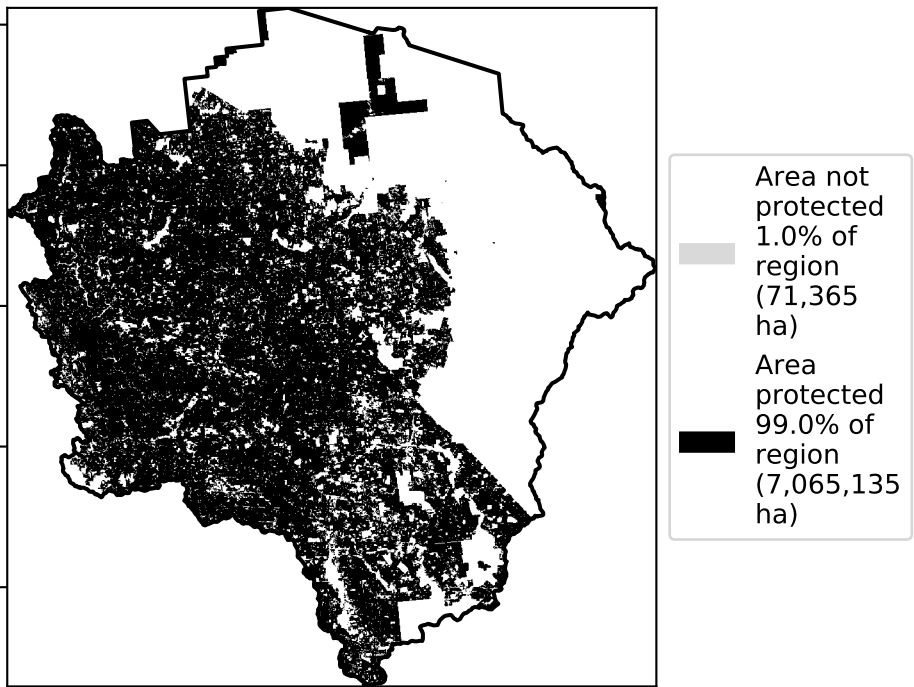 Area not
protected
1.0% of
region
(71,365
ha)
Area
protected
99.0% of
region
(7,065,135
ha)